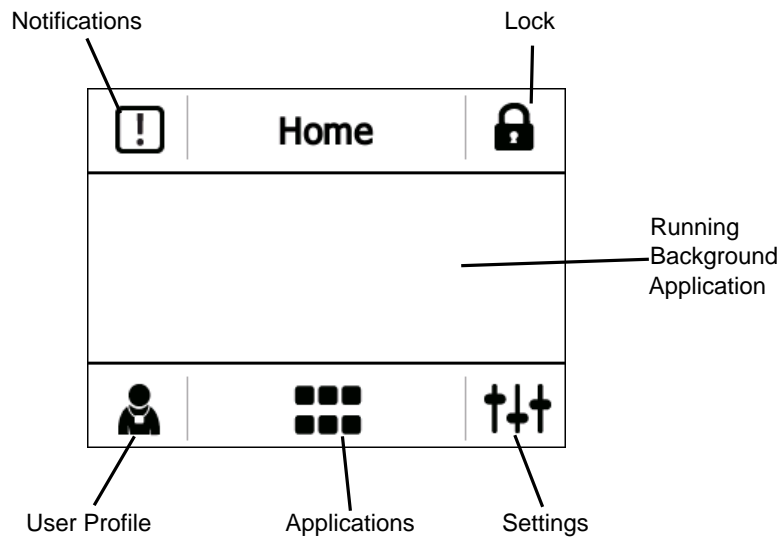 Notifications
Lock
Home
Running
Background
Application
User Profile
Applications
Settings